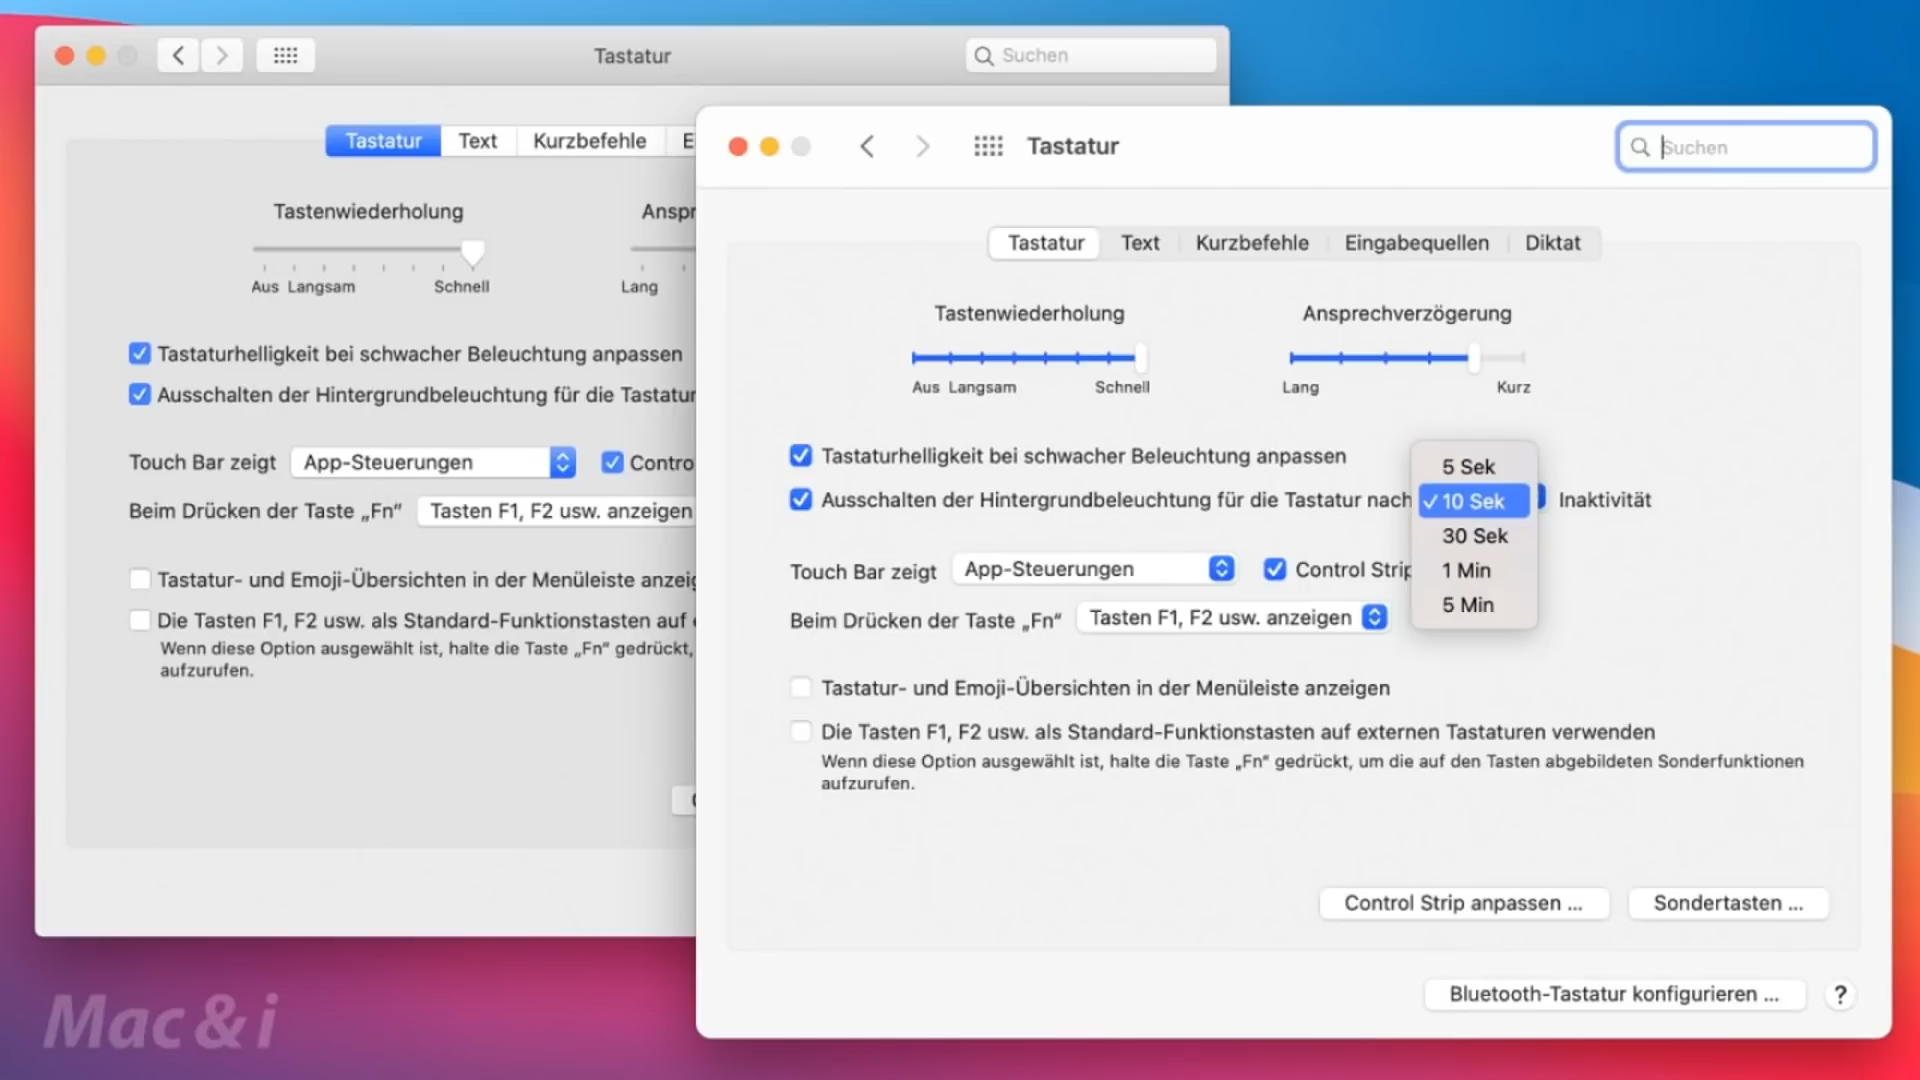 Tastatur
Suchen
Tastatur Text Kurzbefehle E
Tastenwiederholung Anspr
Aus Langsam Schnell Lang
Tastaturhelligkeit bei schwacher Beleuchtung anpassen
Ausschalten der Hintergrundbeleuchtung für die Tastatur
Touch Bar zeigt App-Steuerungen Contro
Beim Drücken der Taste „Fn“ Tasten F1, F2 usw. anzeigen
Tastatur- und Emoji-Übersichten in der Menüleiste anzeig
Die Tasten F1, F2 usw. als Standard-Funktionstasten auf e
Wenn diese Option ausgewählt ist, halte die Taste „Fn“ gedrückt,
aufzurufen.
Tastatur
Suchen
Tastatur Text Kurzbefehle Eingabequellen Diktat
Tastenwiederholung Ansprechverzögerung
Aus Langsam Schnell Lang Kurz
Tastaturhelligkeit bei schwacher Beleuchtung anpassen
Ausschalten der Hintergrundbeleuchtung für die Tastatur nach Inaktivität
5 Sek
10 Sek
30 Sek
1 Min
5 Min
Touch Bar zeigt App-Steuerungen Control Strip
Beim Drücken der Taste „Fn“ Tasten F1, F2 usw. anzeigen
Tastatur- und Emoji-Übersichten in der Menüleiste anzeigen
Die Tasten F1, F2 usw. als Standard-Funktionstasten auf externen Tastaturen verwenden
Wenn diese Option ausgewählt ist, halte die Taste „Fn“ gedrückt, um die auf den Tasten abgebildeten Sonderfunktionen
aufzurufen.
Control Strip anpassen ... Sondertasten ...
Bluetooth-Tastatur konfigurieren ... ?
Mac & i